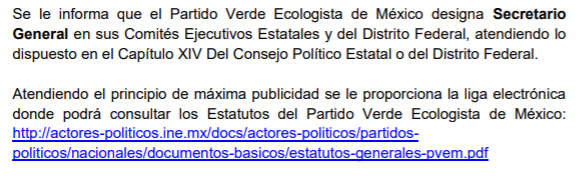 Se le informa que el Partido Verde Ecologista de México designa Secretario
General en sus Comités Ejecutivos Estatales y del Distrito Federal, atendiendo lo
dispuesto en el Capítulo XIV Del Consejo Político Estatal o del Distrito Federal.
Atendiendo el principio de máxima publicidad se le proporciona la liga electrónica
donde podrá consultar los Estatutos del Partido Verde Ecologista de México:
http://actores-politicos.ine.mx/docs/actores-politicos/partidos-
politicos/nacionales/documentos-basicos/estatutos-generales-pvem.pdf